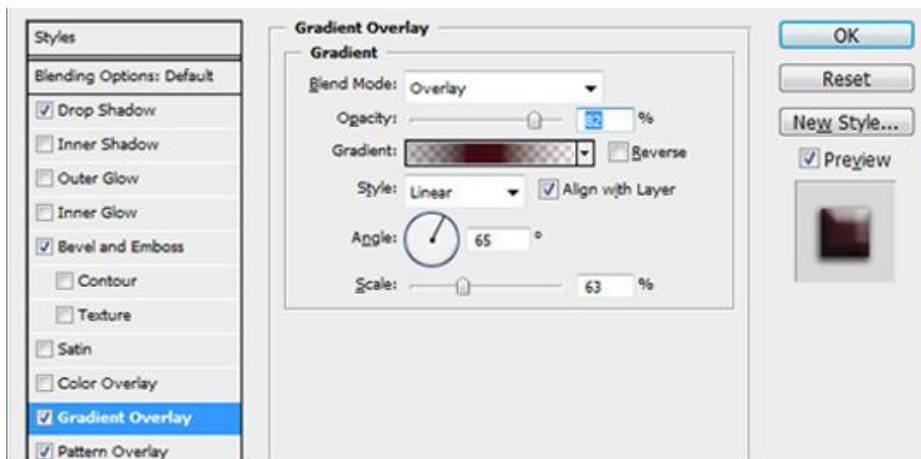 Styles
Blending Options: Default
Drop Shadow
Inner Shadow
Outer Glow
Inner Glow
Bevel and Emboss
Contour
Texture
Satin
Color Overlay
Gradient Overlay
Pattern Overlay
Gradient Overlay
Gradient
Blend Mode: Overlay
Opacity: 82 %
Gradient: Reverse
Style: Linear Align with Layer
Angle: 65 °
Scale: 63 %
OK
Reset
New Style...
Preview